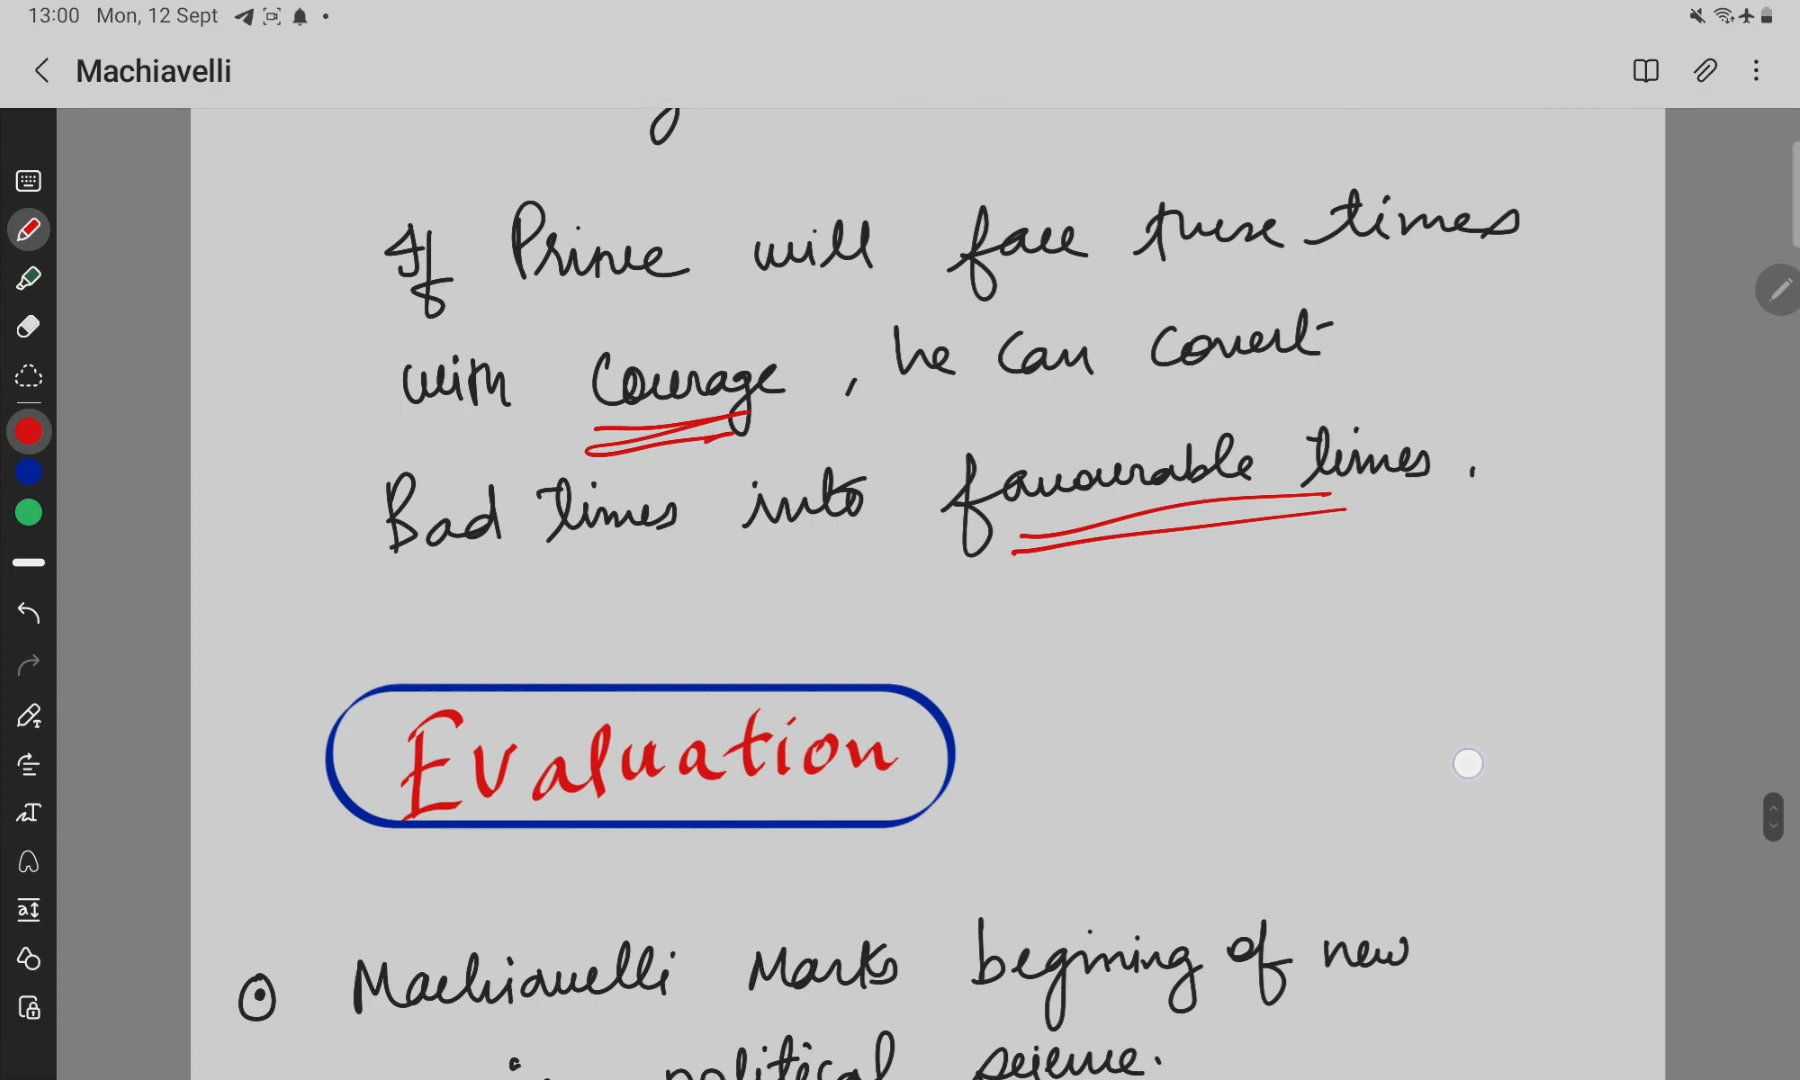 13:00 Mon, 12 Sept
Machiavelli
If Prince will face these times
with Courage, he can covert
Bad times into favourable times.
Evaluation
Machiavelli Marks begining of new
political science.